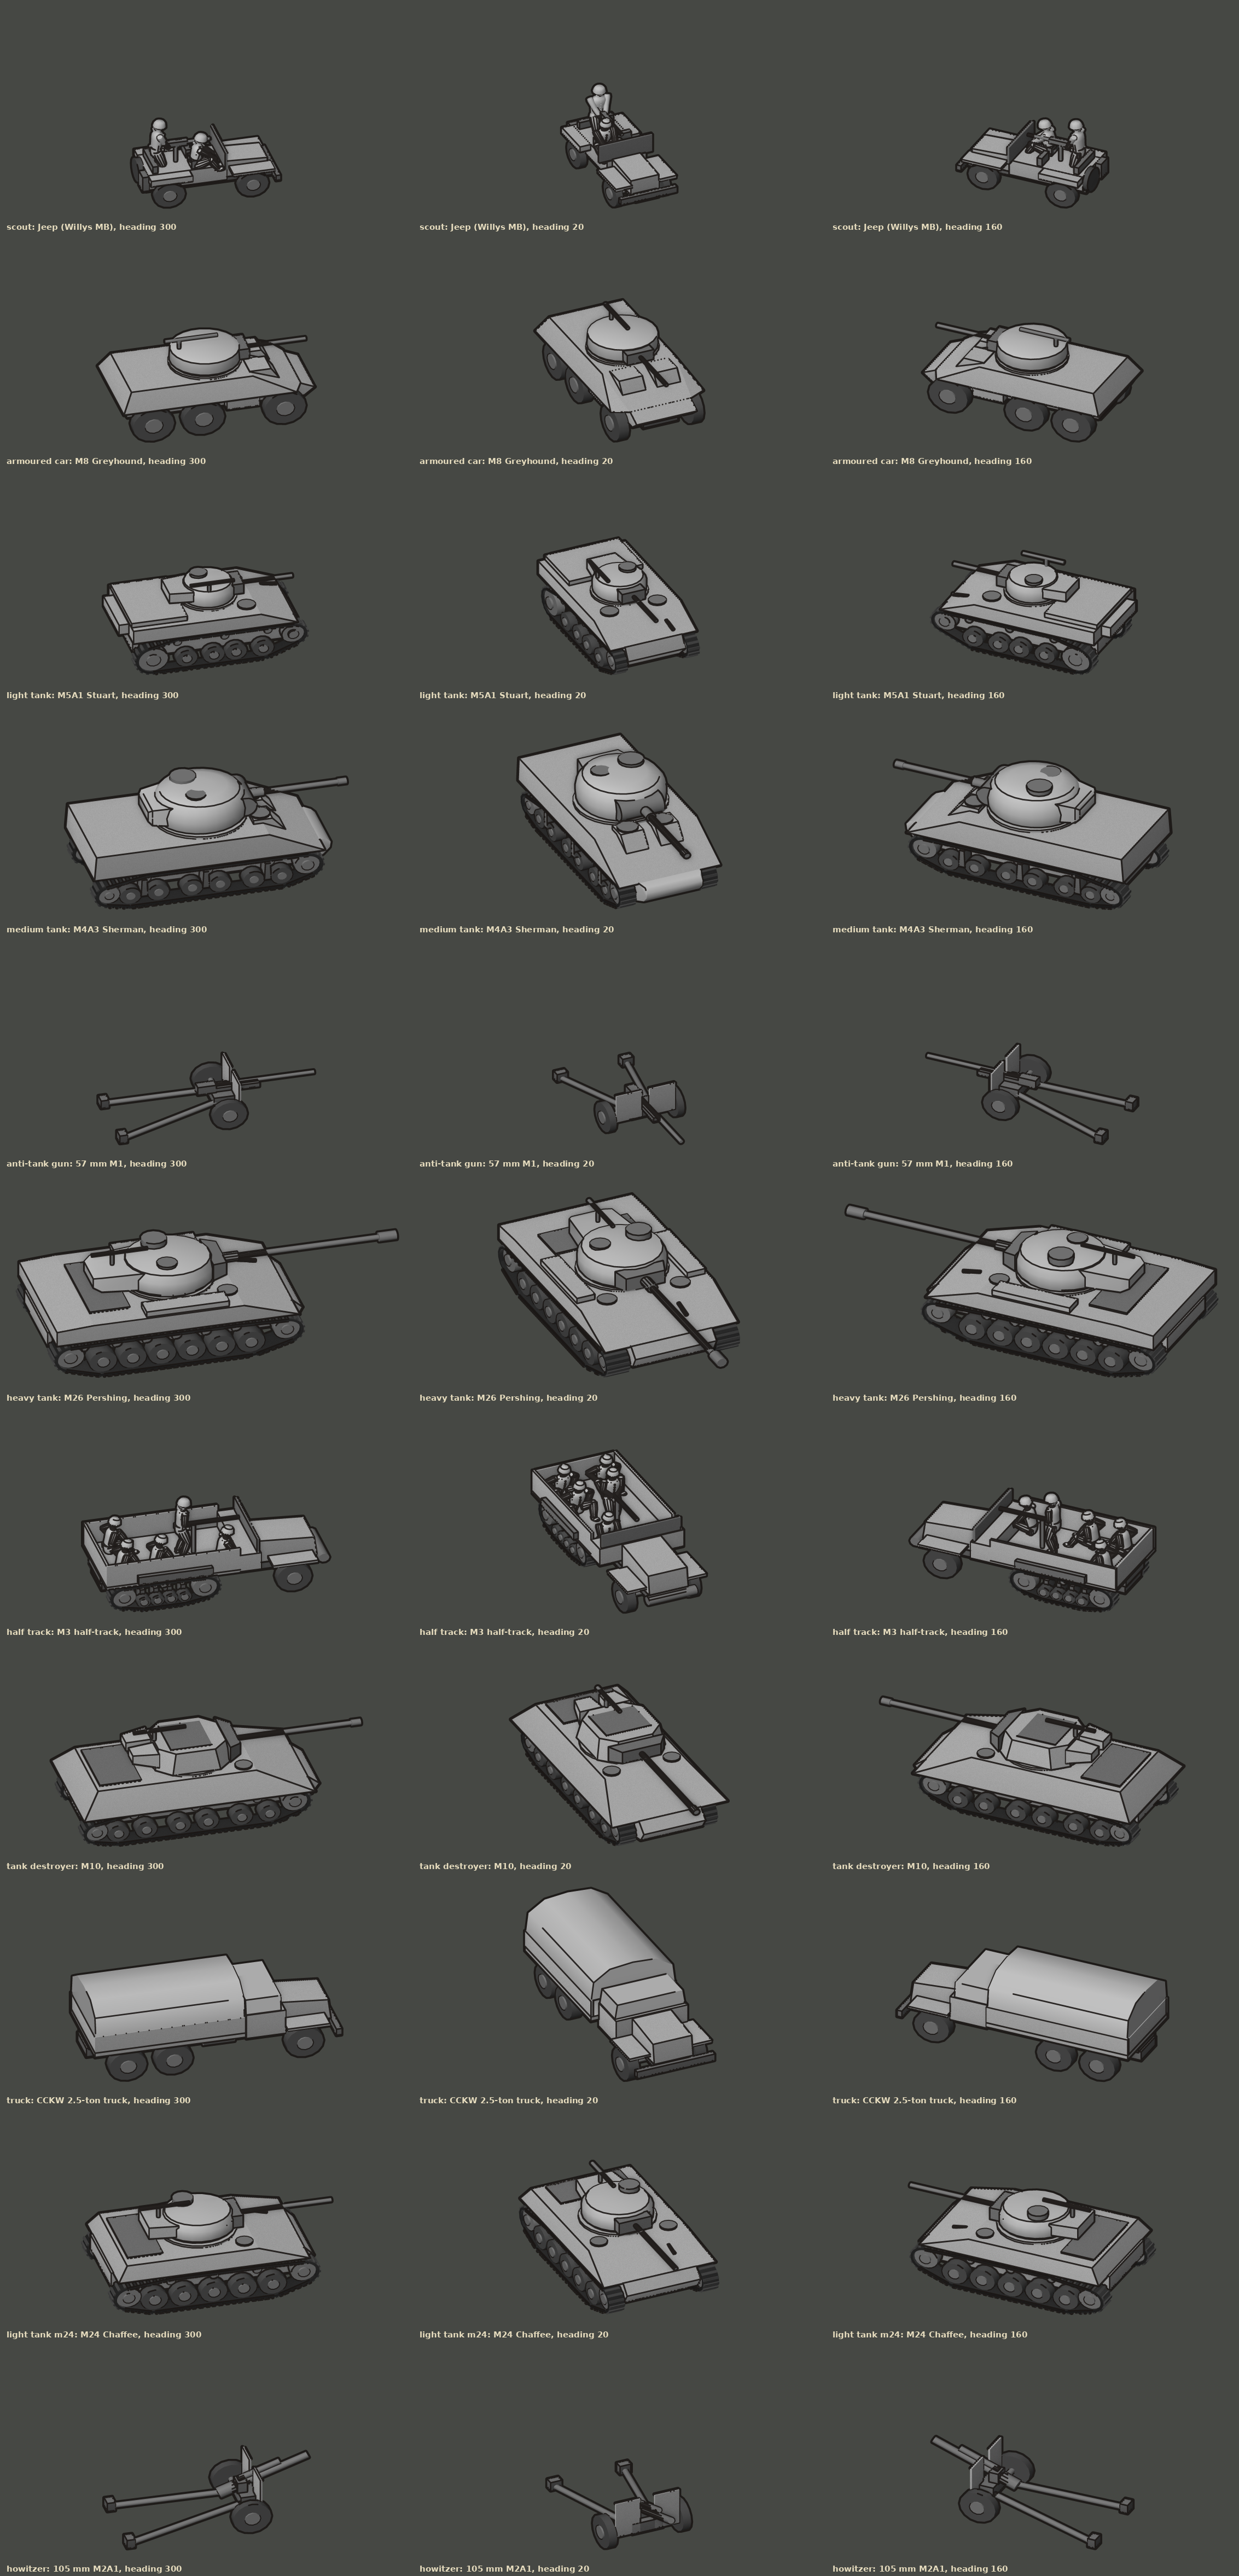 scout: Jeep (Willys MB), heading 300
scout: Jeep (Willys MB), heading 20
scout: Jeep (Willys MB), heading 160
armoured car: M8 Greyhound, heading 300
armoured car: M8 Greyhound, heading 20
armoured car: M8 Greyhound, heading 160
light tank: M5A1 Stuart, heading 300
light tank: M5A1 Stuart, heading 20
light tank: M5A1 Stuart, heading 160
medium tank: M4A3 Sherman, heading 300
medium tank: M4A3 Sherman, heading 20
medium tank: M4A3 Sherman, heading 160
anti-tank gun: 57 mm M1, heading 300
anti-tank gun: 57 mm M1, heading 20
anti-tank gun: 57 mm M1, heading 160
heavy tank: M26 Pershing, heading 300
heavy tank: M26 Pershing, heading 20
heavy tank: M26 Pershing, heading 160
half track: M3 half-track, heading 300
half track: M3 half-track, heading 20
half track: M3 half-track, heading 160
tank destroyer: M10, heading 300
tank destroyer: M10, heading 20
tank destroyer: M10, heading 160
truck: CCKW 2.5-ton truck, heading 300
truck: CCKW 2.5-ton truck, heading 20
truck: CCKW 2.5-ton truck, heading 160
light tank m24: M24 Chaffee, heading 300
light tank m24: M24 Chaffee, heading 20
light tank m24: M24 Chaffee, heading 160
howitzer: 105 mm M2A1, heading 300
howitzer: 105 mm M2A1, heading 20
howitzer: 105 mm M2A1, heading 160